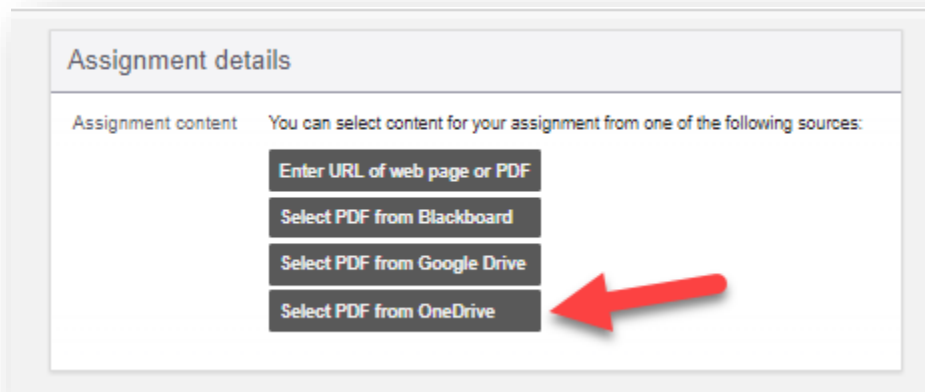 Assignment details
Assignment content
You can select content for your assignment from one of the following sources:
Enter URL of web page or PDF
Select PDF from Blackboard
Select PDF from Google Drive
Select PDF from OneDrive